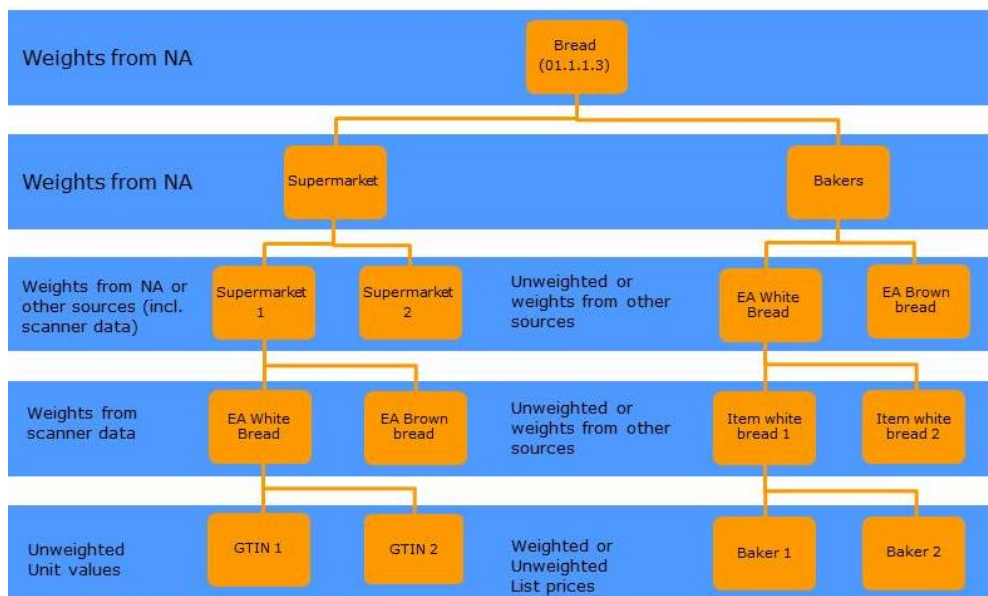 Weights from NA
Bread
(01.1.1.3)
Weights from NA
Supermarket
Bakers
Weights from NA or
other sources (incl.
scanner data)
Supermarket
1
Supermarket
2
Unweighted or
weights from other
sources
EA White
Bread
EA Brown
bread
Weights from
scanner data
EA White
Bread
EA Brown
bread
Unweighted or
weights from other
sources
Item white
bread 1
Item white
bread 2
Unweighted
Unit values
GTIN 1
GTIN 2
Weighted or
Unweighted
List prices
Baker 1
Baker 2